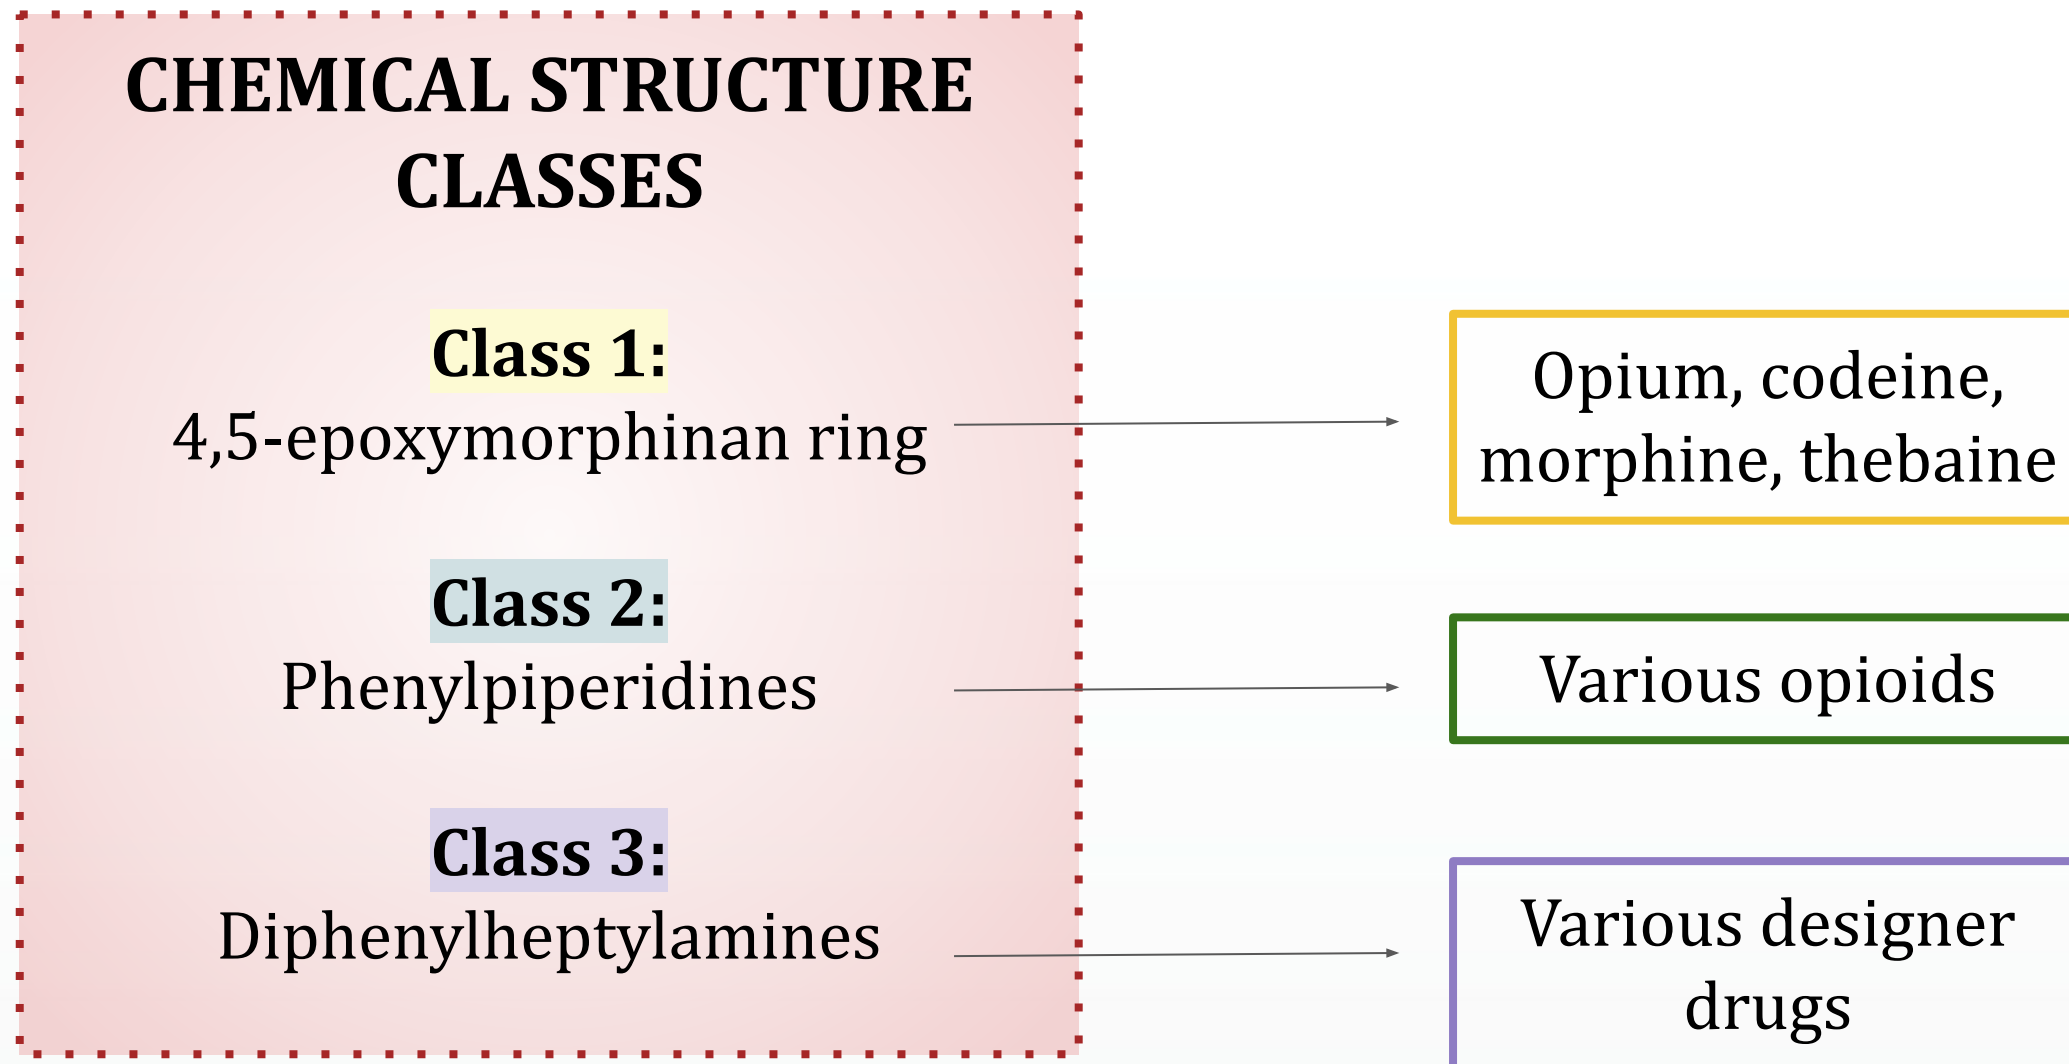 CHEMICAL STRUCTURE
CLASSES
Class 1:
4,5-epoxymorphinan ring
Opium, codeine,
morphine, thebaine
Class 2:
Phenylpiperidines
Various opioids
Class 3:
Diphenylheptylamines
Various designer
drugs